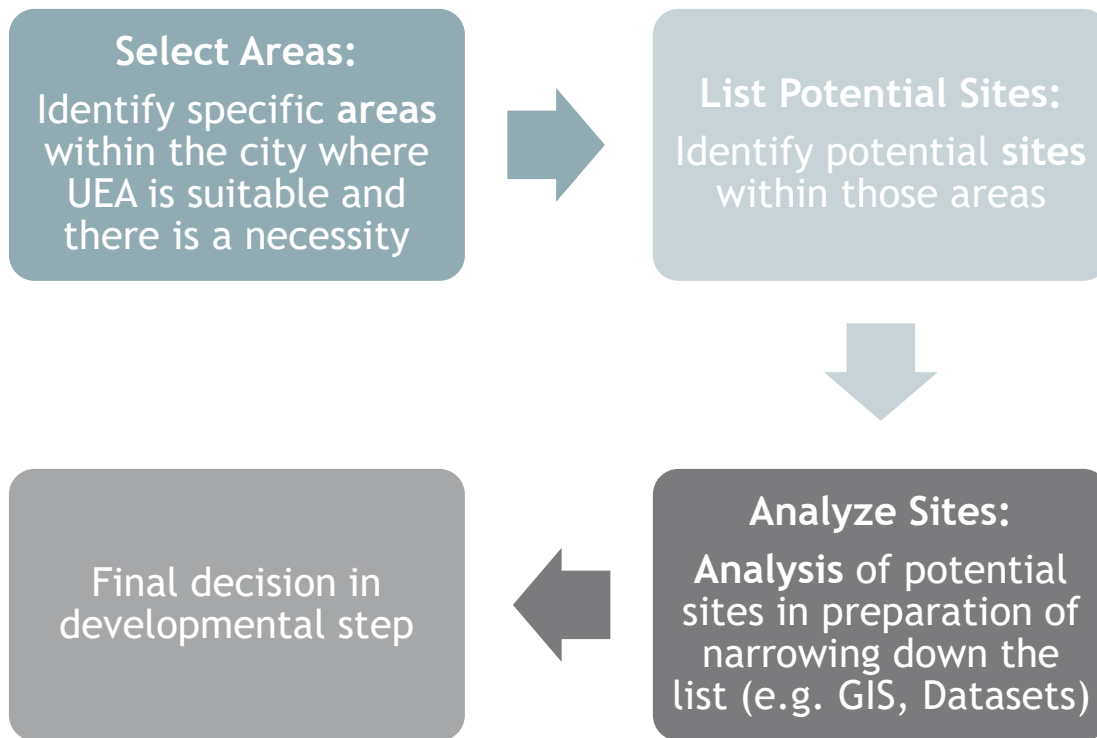 Select Areas:
Identify specific areas
within the city where
UEA is suitable and
there is a necessity
List Potential Sites:
Identify potential sites
within those areas
Analyze Sites:
Analysis of potential
sites in preparation of
narrowing down the
list (e.g. GIS, Datasets)
Final decision in
developmental step